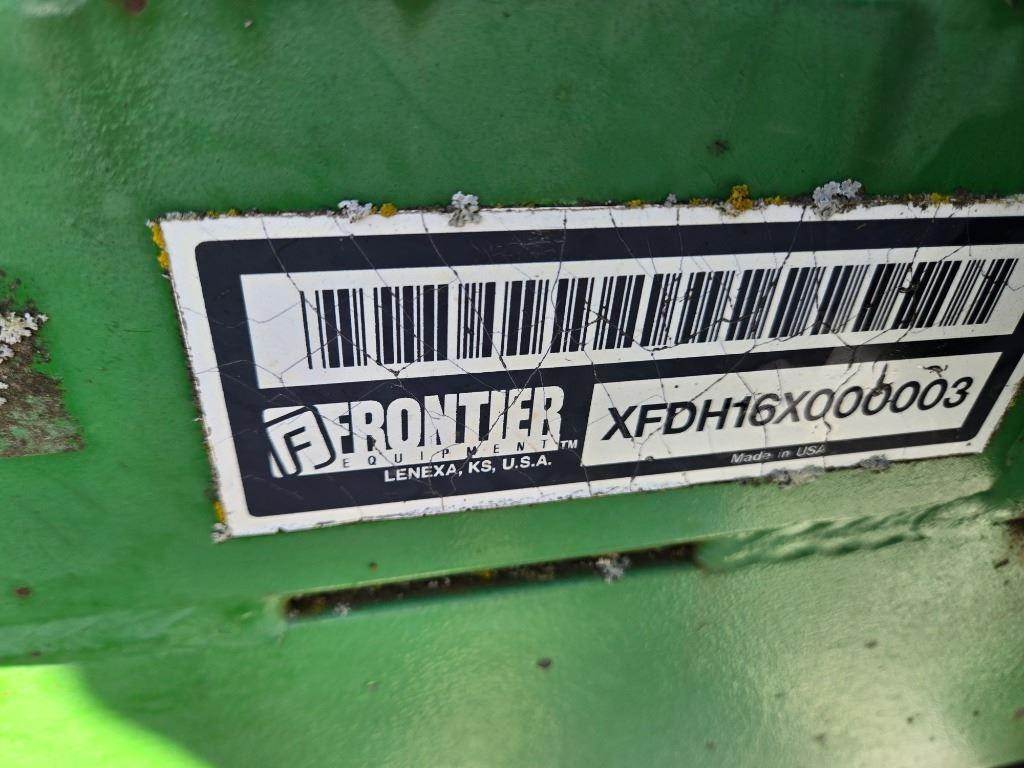 F FRONTIER
EQUIPMENT™
LENEXA, KS, U.S.A.
XFDH16X000003
Made in USA